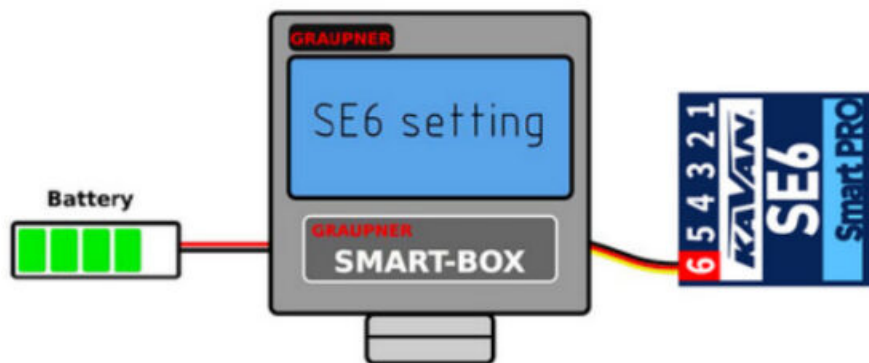 GRAUPNER
SE6 setting
Battery
GRAUPNER
SMART-BOX
6 5 4 3 2 1
KAVAN
SE6
Smart PRO